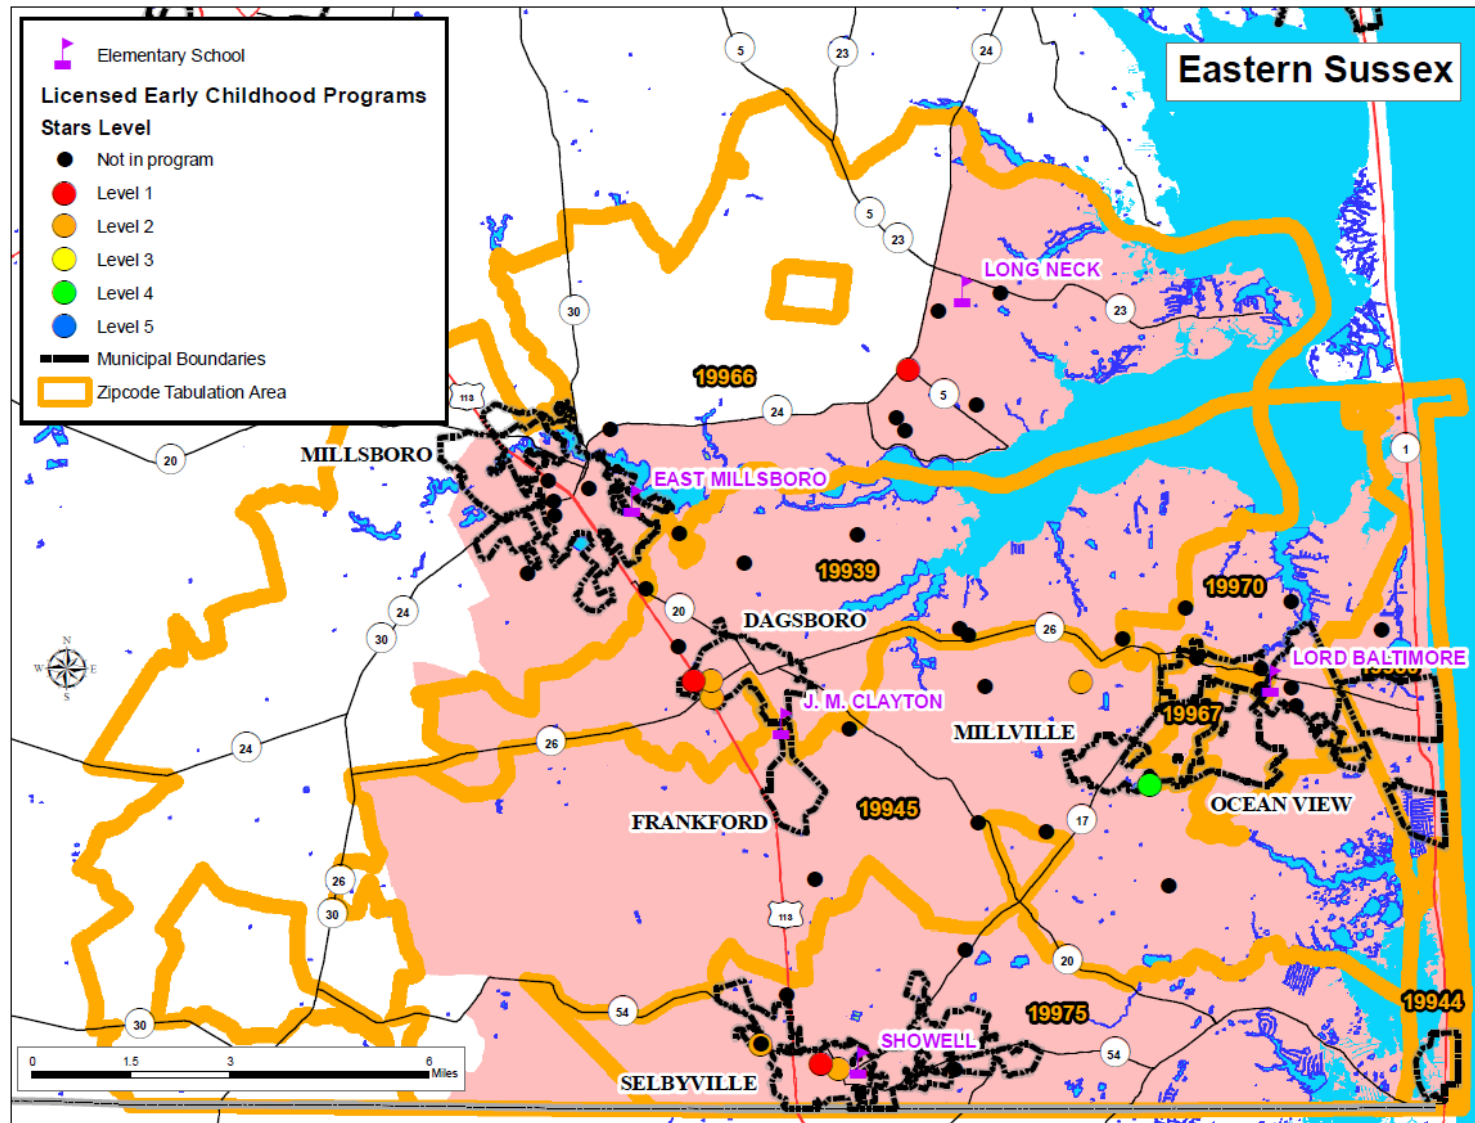 Eastern Sussex
Elementary School
Licensed Early Childhood Programs
Stars Level
Not in program
Level 1
Level 2
Level 3
Level 4
Level 5
Municipal Boundaries
Zipcode Tabulation Area
5
23
24
5
23
LONG NECK
23
30
19966
113
5
24
1
20
MILLSBORO
EAST MILLSBORO
19939
19970
24
20
DAGSBORO
26
30
N
W E
S
LORD BALTIMORE
J. M. CLAYTON
19967
MILLVILLE
26
24
OCEAN VIEW
19945
FRANKFORD
17
26
30
113
20
19944
54
19975
30
SHOWELL
54
0 1.5 3 6
Miles
SELBYVILLE